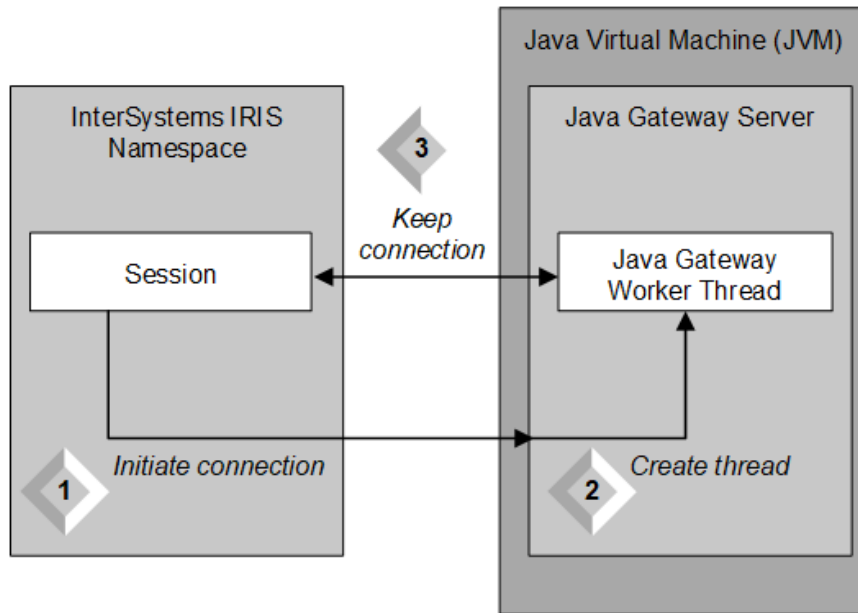 Java Virtual Machine (JVM)
InterSystems IRIS
Namespace
Java Gateway Server
3
Keep
connection
Session
Java Gateway
Worker Thread
Initiate connection
1
Create thread
2